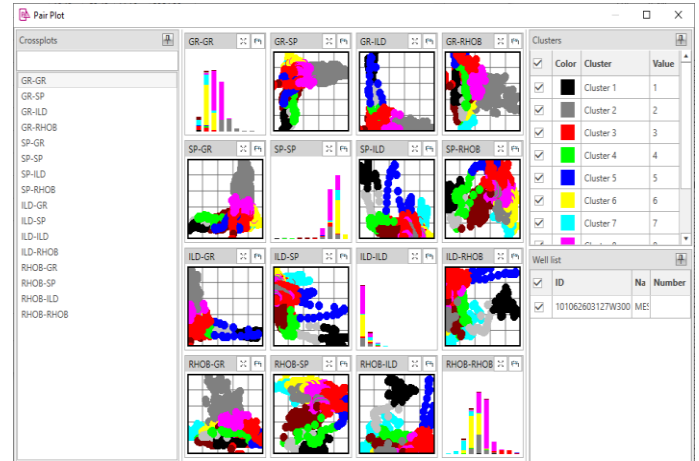 Pair Plot
Crossplots
GR-GR
GR-SP
GR-ILD
GR-RHOB
SP-GR
SP-SP
SP-ILD
SP-RHOB
ILD-GR
ILD-SP
ILD-ILD
ILD-RHOB
RHOB-GR
RHOB-SP
RHOB-ILD
RHOB-RHOB
GR-GR GR-SP GR-ILD GR-RHOB
SP-GR SP-SP SP-ILD SP-RHOB
ILD-GR ILD-SP ILD-ILD ILD-RHOB
RHOB-GR RHOB-SP RHOB-ILD RHOB-RHOB
Clusters
Color Cluster Value
Cluster 1 1
Cluster 2 2
Cluster 3 3
Cluster 4 4
Cluster 5 5
Cluster 6 6
Cluster 7 7
Well list
ID Na Number
101062603127W300